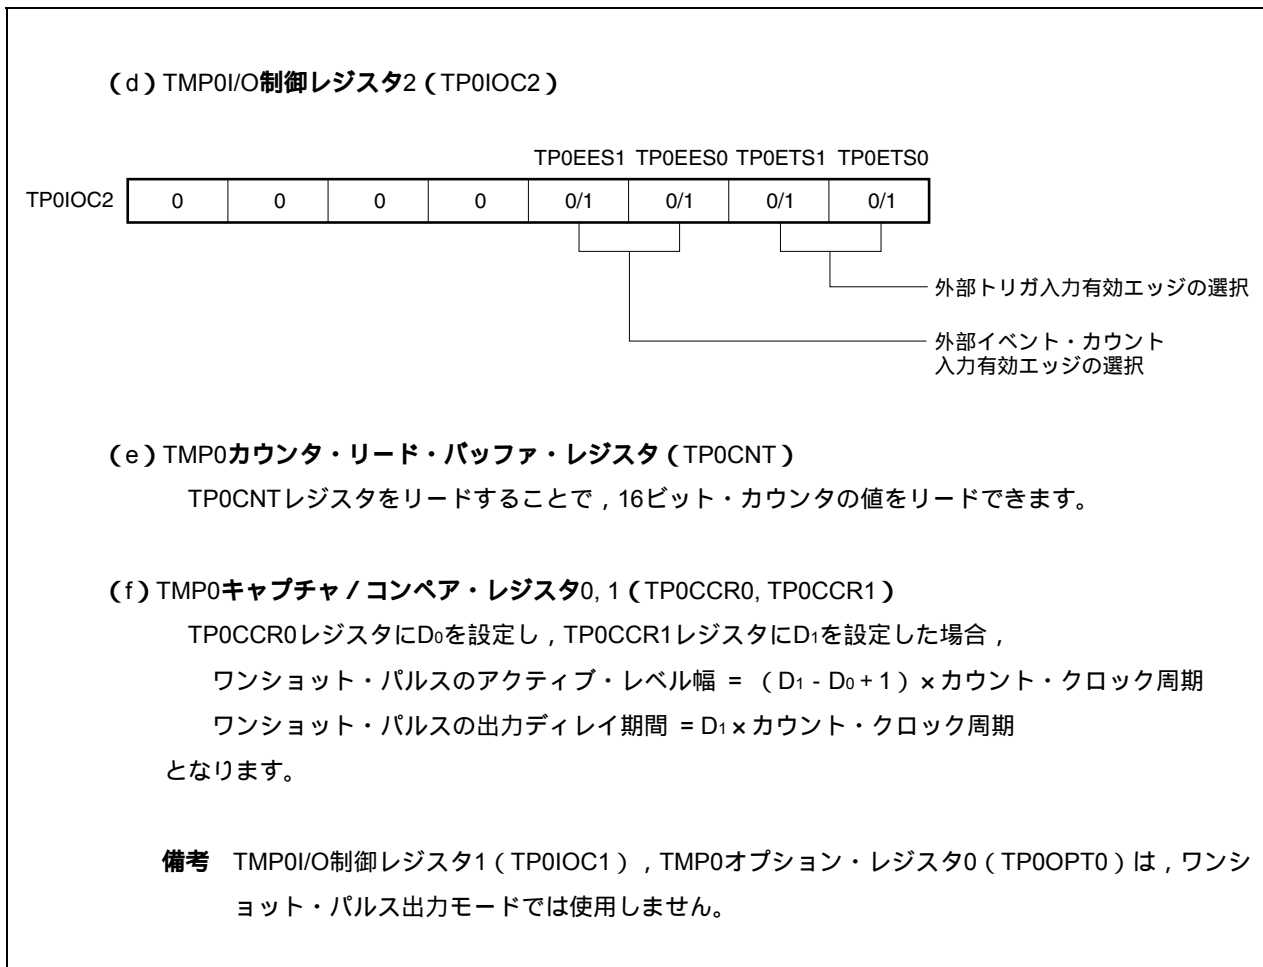 （d）TMP0I/O制御レジスタ2（TP0IOC2）
TP0EES1 TP0EES0 TP0ETS1 TP0ETS0
TP0IOC2 0 0 0 0 0/1 0/1 0/1 0/1
外部トリガ入力有効エッジの選択
外部イベント・カウント
入力有効エッジの選択
（e）TMP0カウンタ・リード・バッファ・レジスタ（TP0CNT）
TP0CNTレジスタをリードすることで，16ビット・カウンタの値をリードできます。
（f）TMP0キャプチャ／コンペア・レジスタ0, 1（TP0CCR0, TP0CCR1）
TP0CCR0レジスタにD0を設定し，TP0CCR1レジスタにD1を設定した場合，
ワンショット・パルスのアクティブ・レベル幅 = （D1 - D0 + 1）×カウント・クロック周期
ワンショット・パルスの出力ディレイ期間 = D1×カウント・クロック周期
となります。
備考 TMP0I/O制御レジスタ1（TP0IOC1），TMP0オプション・レジスタ0（TP0OPT0）は，ワンシ
ョット・パルス出力モードでは使用しません。